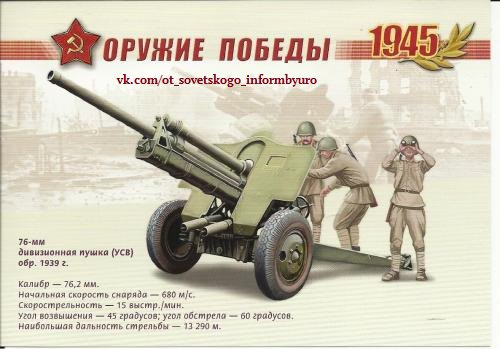 ОРУЖИЕ ПОБЕДЫ
1945
vk.com/ot_sovetskogo_informbyuro
76-мм
дивизионная пушка (УСВ)
обр. 1939 г.
Калибр — 76,2 мм.
Начальная скорость снаряда — 680 м/с.
Скорострельность — 15 выстр./мин.
Угол возвышения — 45 градусов; угол обстрела — 60 градусов.
Наибольшая дальность стрельбы — 13 290 м.